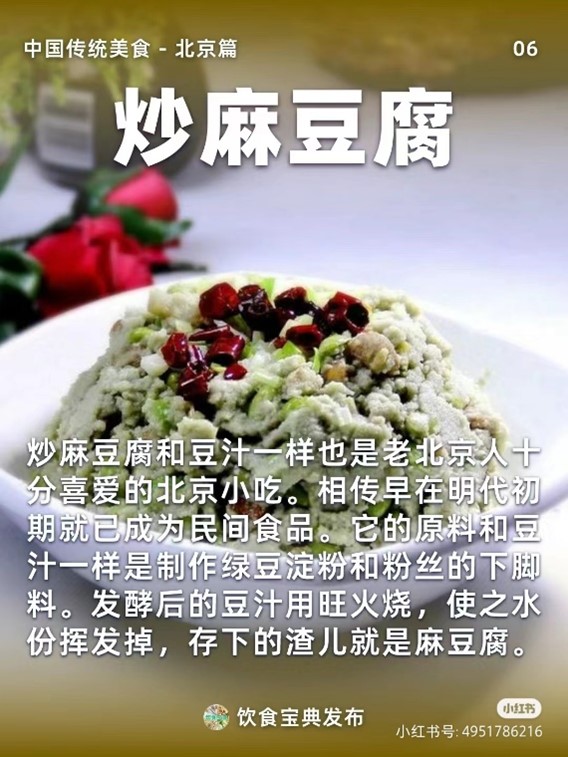 中国传统美食 - 北京篇
06
炒麻豆腐
炒麻豆腐和豆汁一样也是老北京人十
分喜爱的北京小吃。相传早在明代初
期就已成为民间食品。它的原料和豆
汁一样是制作绿豆淀粉和粉丝的下脚
料。发酵后的豆汁用旺火烧，使之水
份挥发掉，存下的渣儿就是麻豆腐。
饮食宝典发布
小红书
小红书号: 4951786216